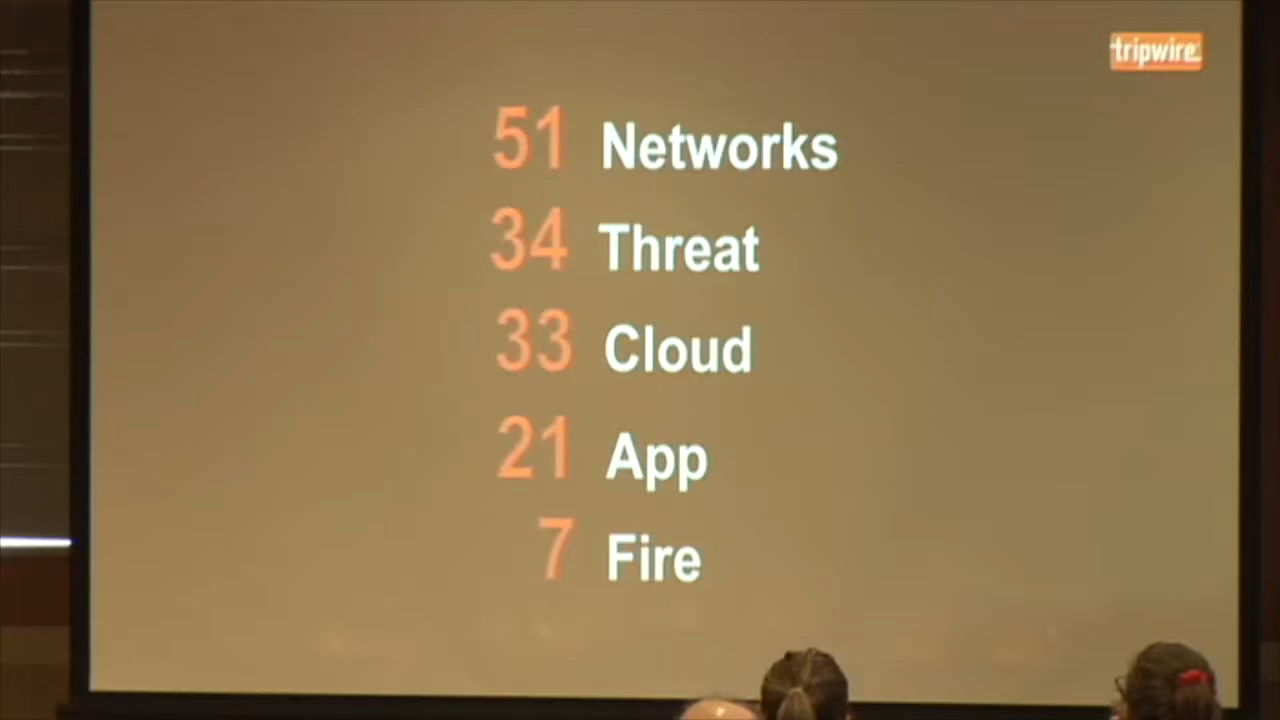 tripwire
51 Networks
34 Threat
33 Cloud
21 App
7 Fire